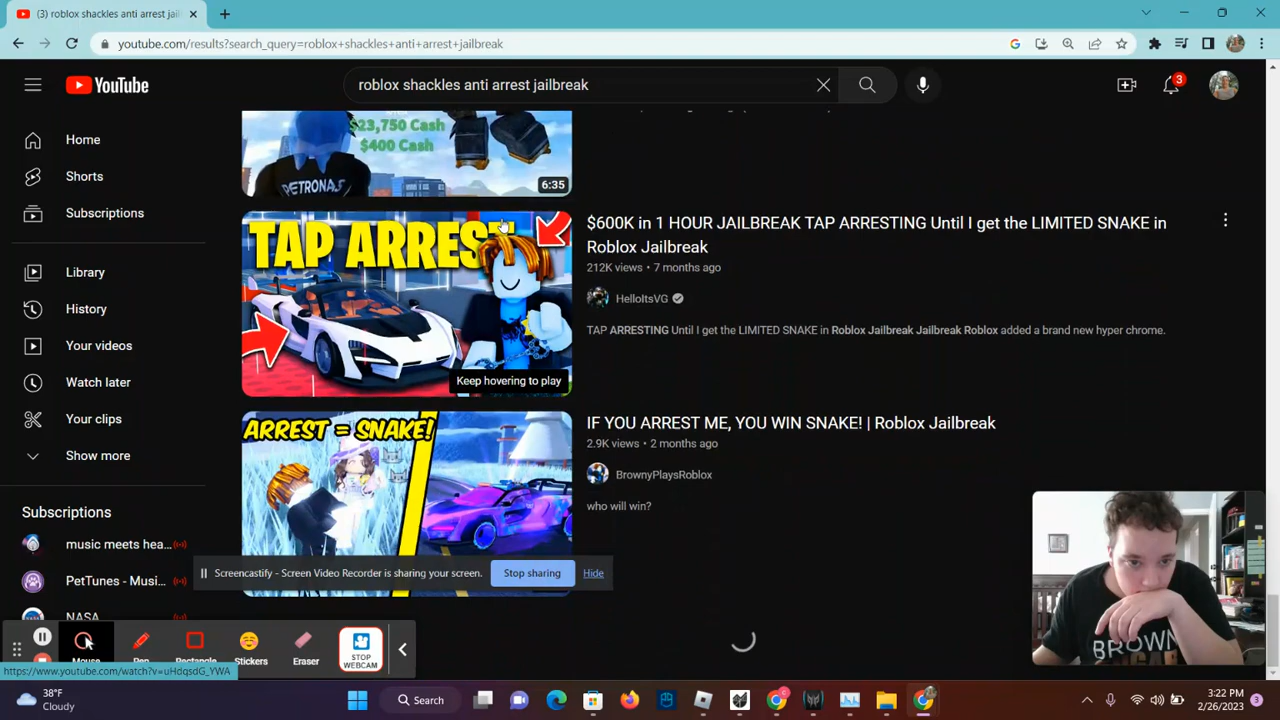 (3) roblox shackles anti arrest jail
youtube.com/results?search_query=roblox+shackles+anti+arrest+jailbreak
YouTube
roblox shackles anti arrest jailbreak
3
Home
Shorts
Subscriptions
Library
History
Your videos
Watch later
Your clips
Show more
Subscriptions
music meets hea...
PetTunes - Musi...
NASA
$23,750 Cash
$400 Cash
PETRONAS
6:35
TAP ARREST
Keep hovering to play
$600K in 1 HOUR JAILBREAK TAP ARRESTING Until I get the LIMITED SNAKE in
Roblox Jailbreak
212K views • 7 months ago
HelloItsVG
TAP ARRESTING Until I get the LIMITED SNAKE in Roblox Jailbreak Jailbreak Roblox added a brand new hyper chrome.
ARREST = SNAKE!
IF YOU ARREST ME, YOU WIN SNAKE! | Roblox Jailbreak
2.9K views • 2 months ago
BrownyPlaysRoblox
who will win?
Screencastify - Screen Video Recorder is sharing your screen.
Stop sharing
Hide
Mouse
Pen
Rectangle
Stickers
Eraser
STOP
WEBCAM
https://www.youtube.com/watch?v=uHdqsdG_YWA
BROWN
38°F
Cloudy
Search
3:22 PM
2/26/2023
3